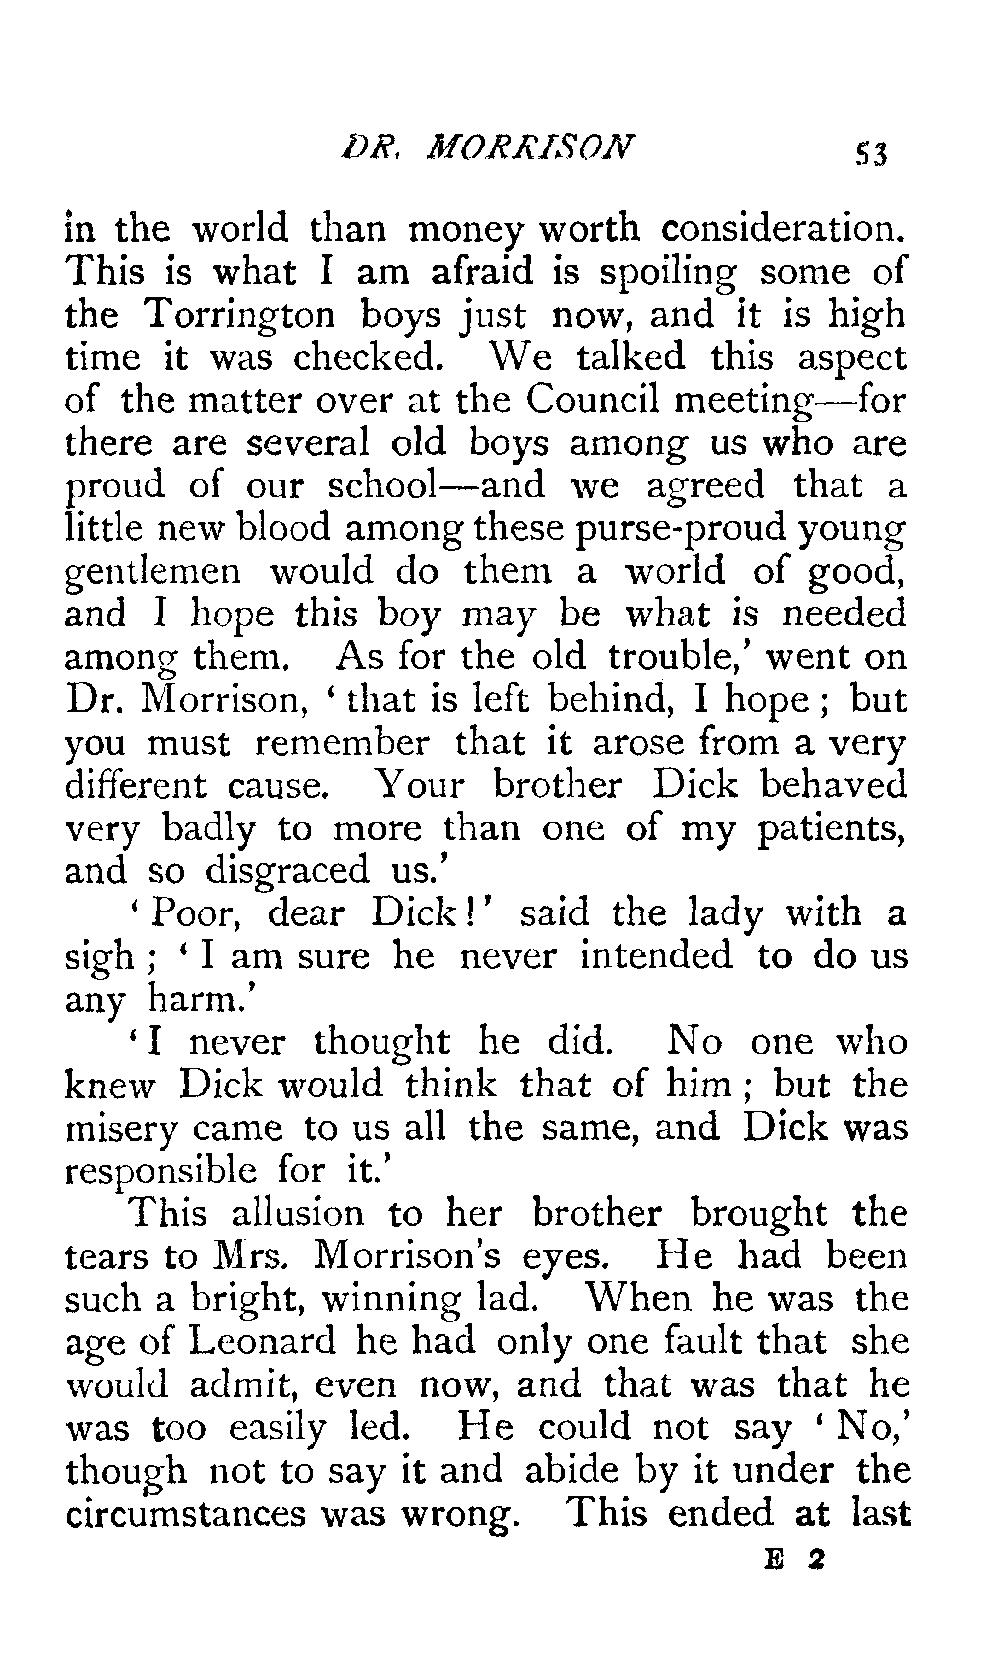 DR. MORRISON 53
in the world than money worth consideration.
This is what I am afraid is spoiling some of
the Torrington boys just now, and it is high
time it was checked. We talked this aspect
of the matter over at the Council meeting—for
there are several old boys among us who are
proud of our school—and we agreed that a
little new blood among these purse-proud young
gentlemen would do them a world of good,
and I hope this boy may be what is needed
among them. As for the old trouble,' went on
Dr. Morrison, ' that is left behind, I hope ; but
you must remember that it arose from a very
different cause. Your brother Dick behaved
very badly to more than one of my patients,
and so disgraced us.'
' Poor, dear Dick ! ' said the lady with a
sigh ; ' I am sure he never intended to do us
any harm.'
' I never thought he did. No one who
knew Dick would think that of him ; but the
misery came to us all the same, and Dick was
responsible for it.'
This allusion to her brother brought the
tears to Mrs. Morrison's eyes. He had been
such a bright, winning lad. When he was the
age of Leonard he had only one fault that she
would admit, even now, and that was that he
was too easily led. He could not say ' No,'
though not to say it and abide by it under the
circumstances was wrong. This ended at last
E 2